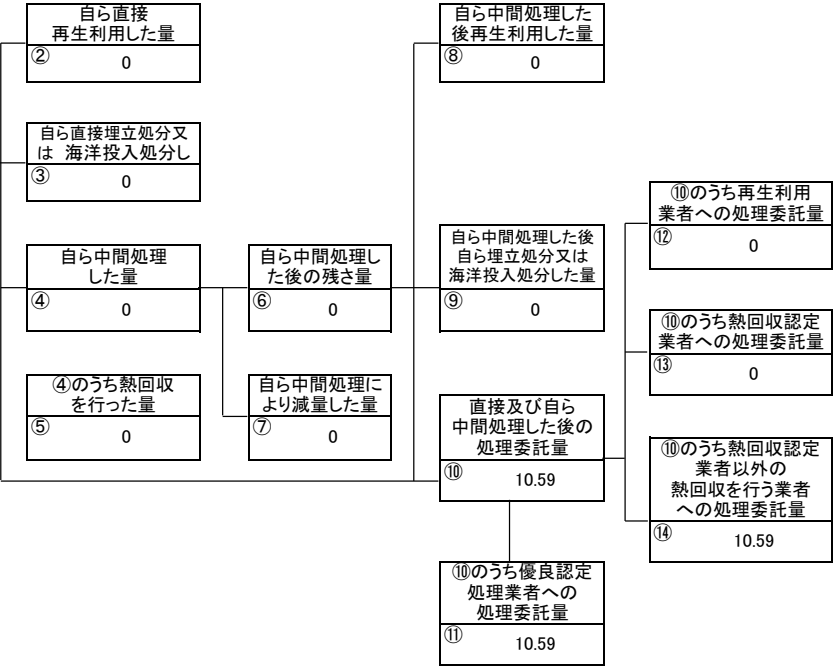 自ら直接
再生利用した量
② 0
自ら直接埋立処分又
は 海洋投入処分し
③ 0
自ら中間処理
した量
④ 0
④のうち熱回収
を行った量
⑤ 0
自ら中間処理し
た後の残さ量
⑥ 0
自ら中間処理に
より減量した量
⑦ 0
自ら中間処理した
後再生利用した量
⑧ 0
自ら中間処理した後
自ら埋立処分又は
海洋投入処分した量
⑨ 0
直接及び自ら
中間処理した後の
処理委託量
⑩ 10.59
⑩のうち優良認定
処理業者への
処理委託量
⑪ 10.59
⑩のうち再生利用
業者への処理委託量
⑫ 0
⑩のうち熱回収認定
業者への処理委託量
⑬ 0
⑩のうち熱回収認定
業者以外の
熱回収を行う業者
への処理委託量
⑭ 10.59